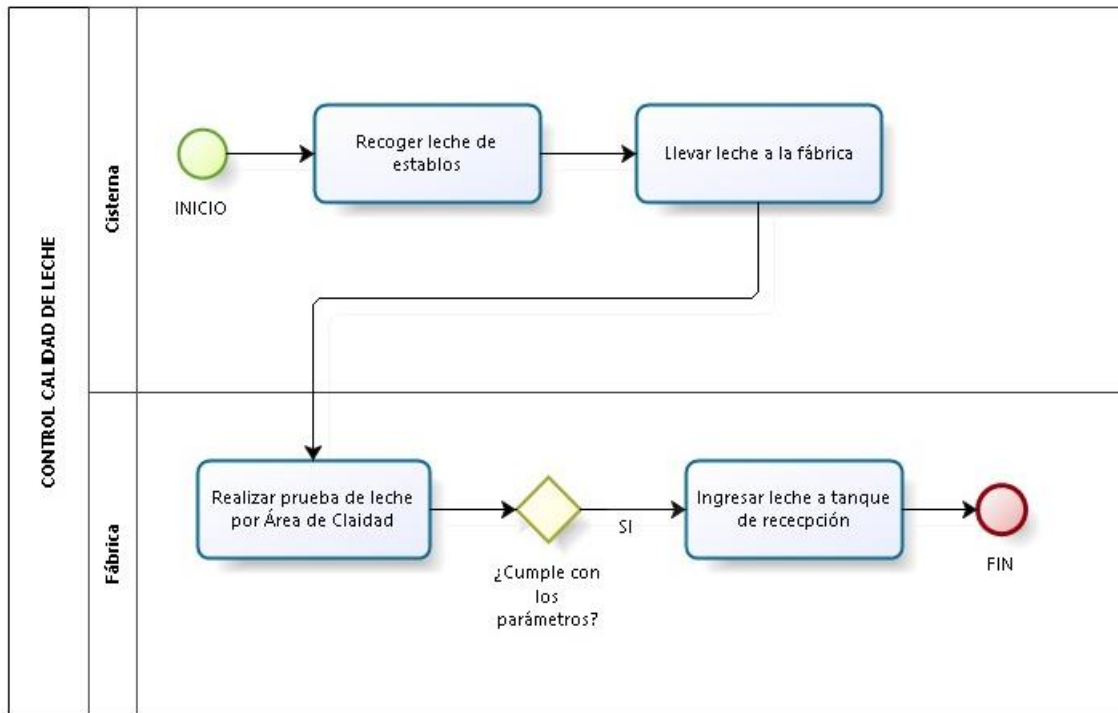 CONTROL CALIDAD DE LECHE
Cisterna
INICIO
Recoger leche de
establos
Llevar leche a la fábrica
Fábrica
Realizar prueba de leche
por Área de Claidad
¿Cumple con
los
parámetros?
SI
Ingresar leche a tanque
de recepción
FIN